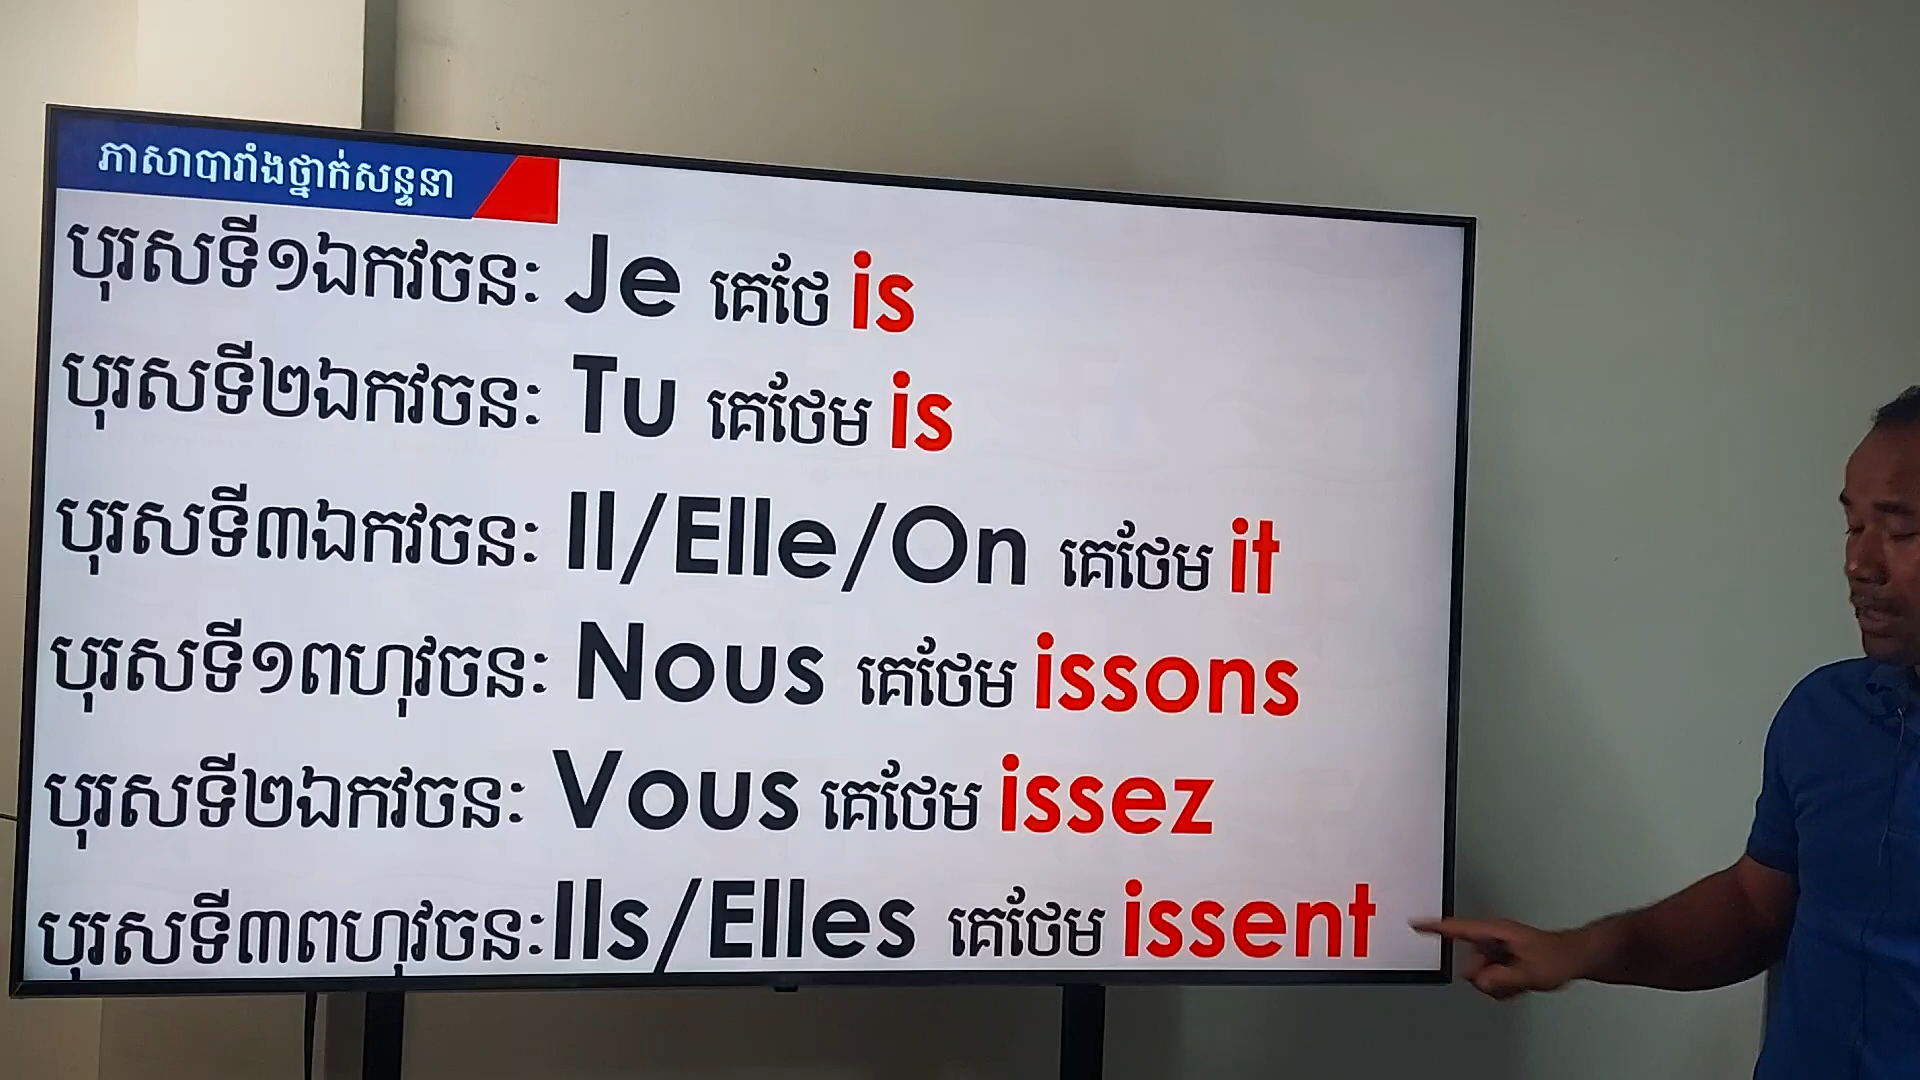 ភាសាបារាំងថ្នាក់សន្ទនា
បុរសទី១ឯកវចនៈ Je គេថែ is
បុរសទី២ឯកវចនៈ Tu គេថែម is
បុរសទី៣ឯកវចនៈ Il/Elle/On គេថែម it
បុរសទី១ពហុវចនៈ Nous គេថែម issons
បុរសទី២ឯកវចនៈ Vous គេថែម issez
បុរសទី៣ពហុវចនៈ Ils/Elles គេថែម issent